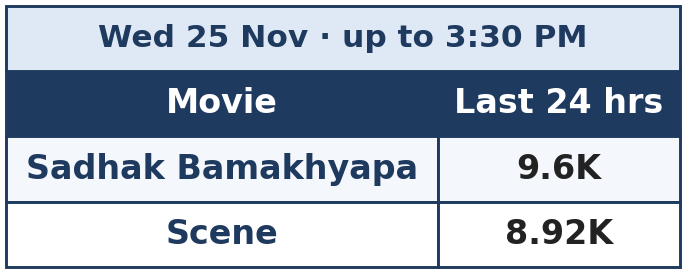 Wed 25 Nov · up to 3:30 PM
Movie Last 24 hrs
Sadhak Bamakhyapa 9.6K
Scene 8.92K